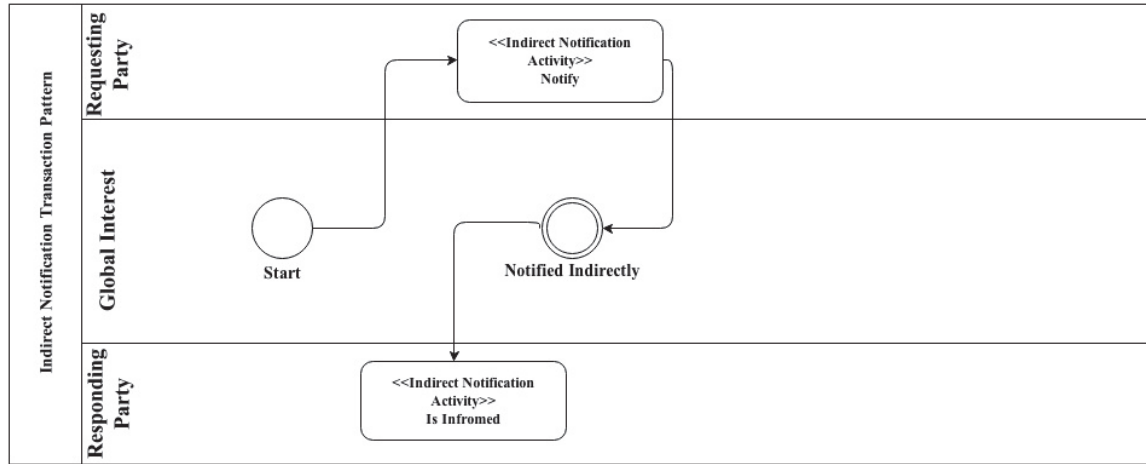 Indirect Notification Transaction Pattern
Requesting
Party
<<Indirect Notification
Activity>>
Notify
Global Interest
Start
Notified Indirectly
Responding
Party
<<Indirect Notification
Activity>>
Is Infromed